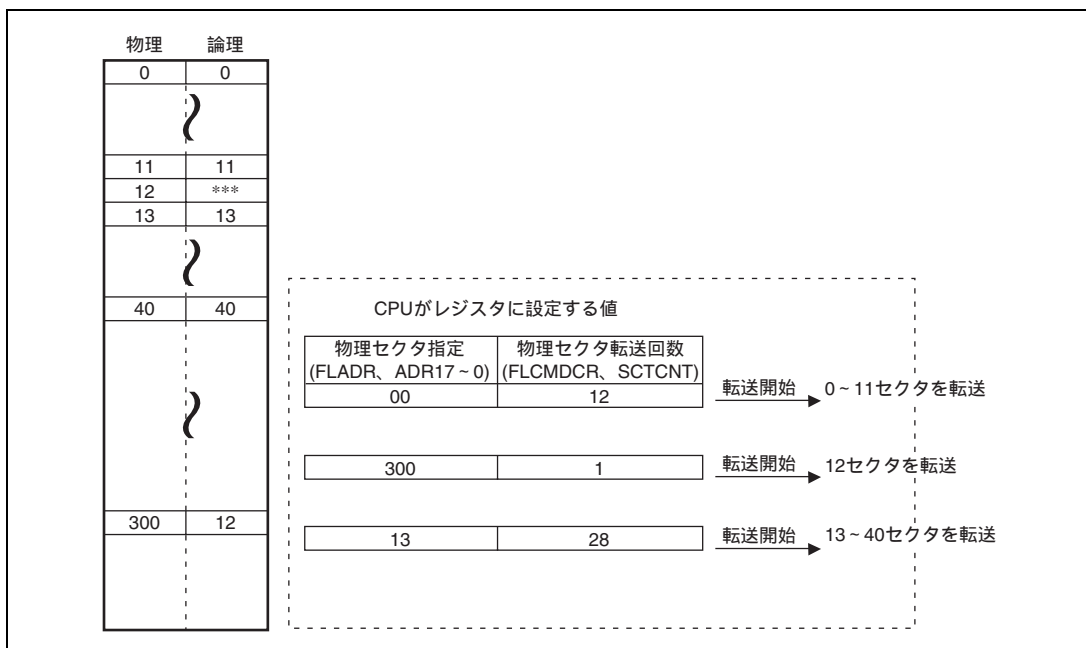 物理 論理
0 0
11 11
12 ***
13 13
40 40
300 12
CPUがレジスタに設定する値
物理セクタ指定 物理セクタ転送回数
(FLADR、ADR17~0) (FLCMDCR、SCTCNT)
00 12 転送開始 0~11セクタを転送
300 1 転送開始 12セクタを転送
13 28 転送開始 13~40セクタを転送